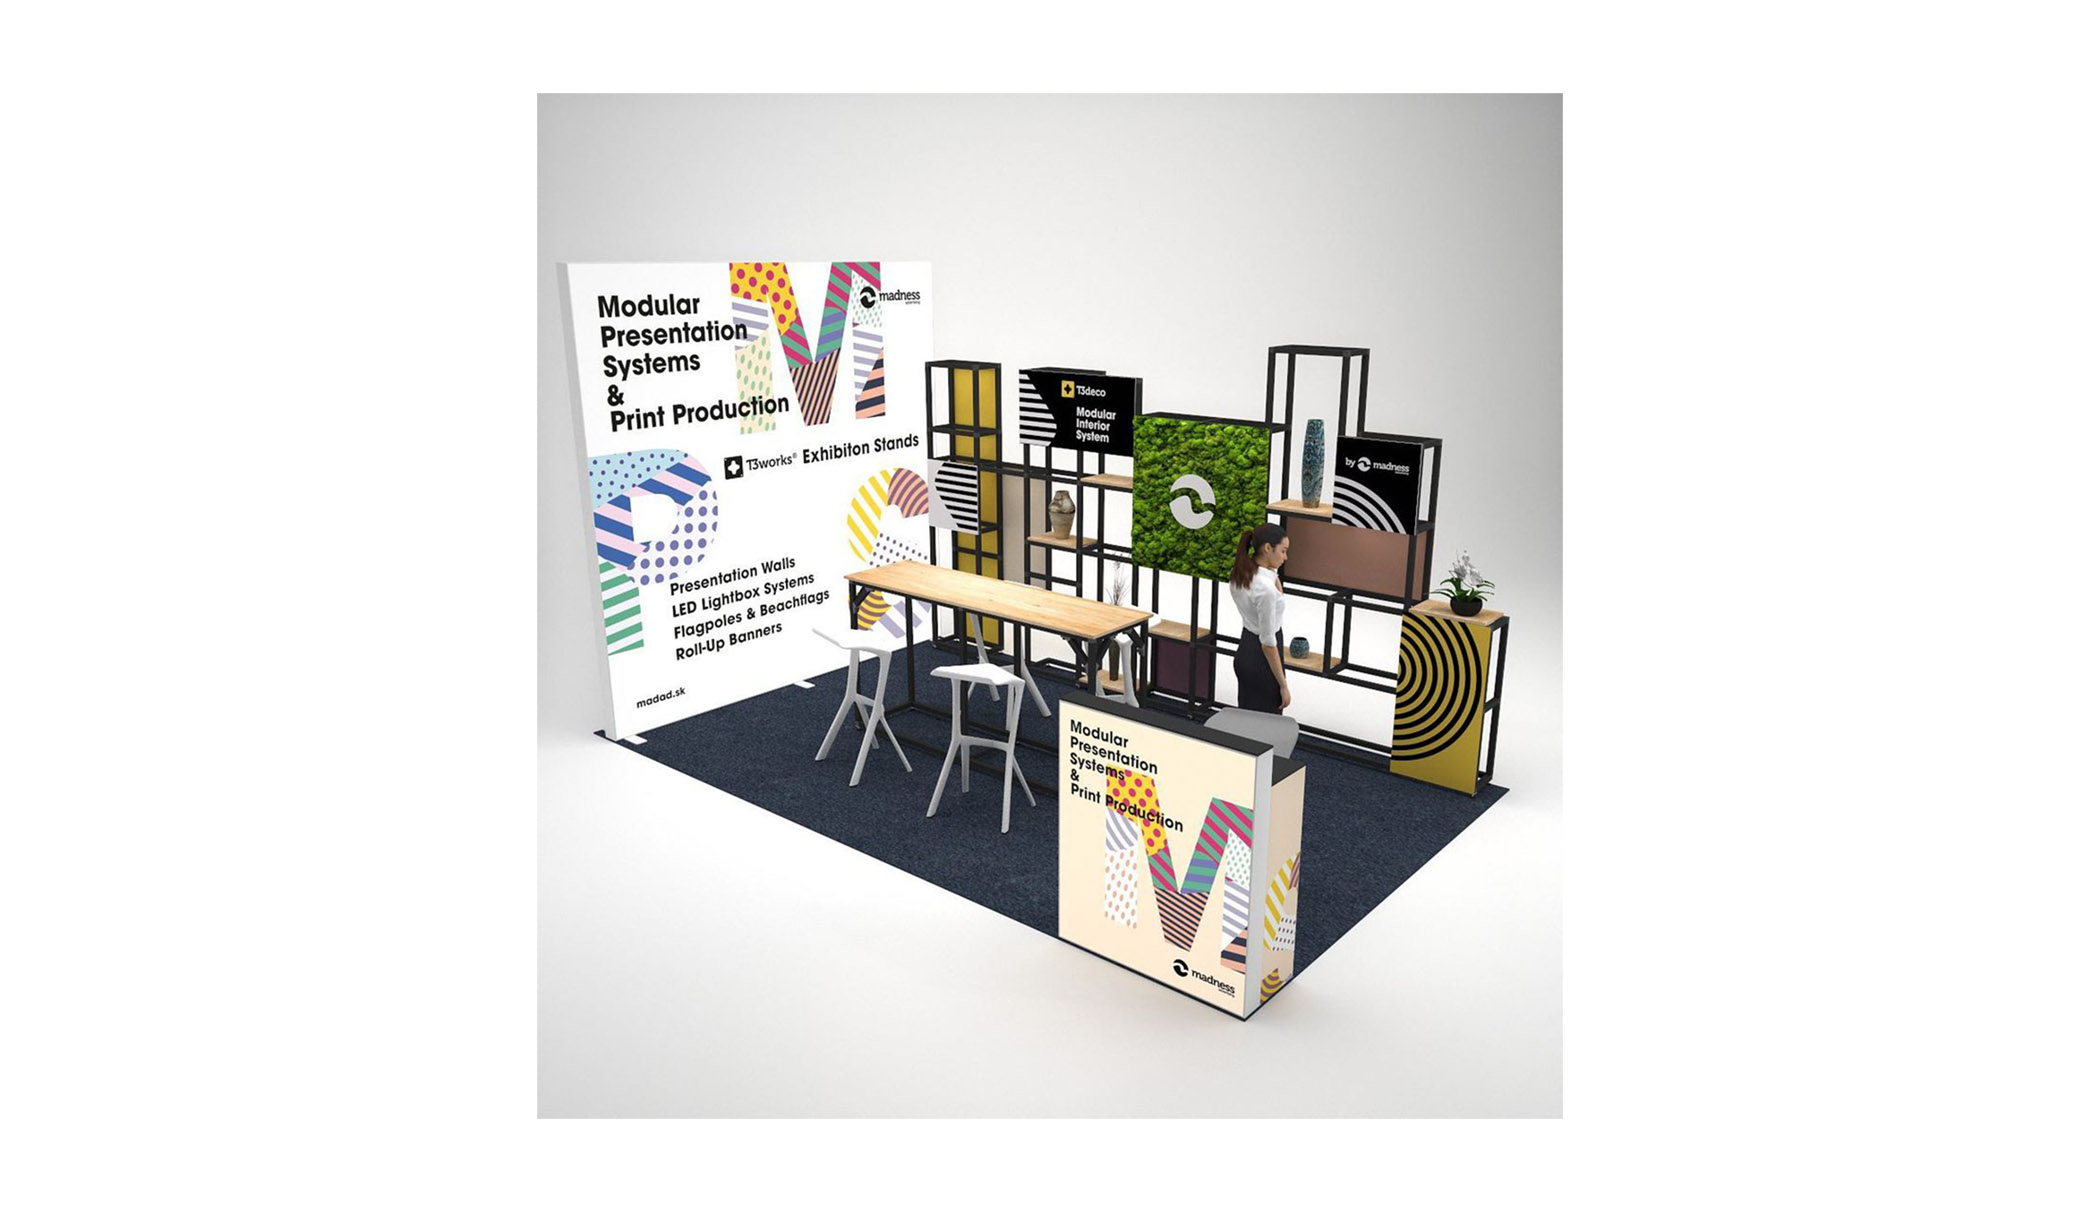 Modular
Presentation
Systems
&
Print Production
madness
T3works® Exhibiton Stands
Presentation Walls
LED Lightbox Systems
Flagpoles & Beachflags
Roll-Up Banners
madad.sk
T3deco
Modular
Interior
System
by madness
Modular
Presentation
Systems
&
Print Production
madness